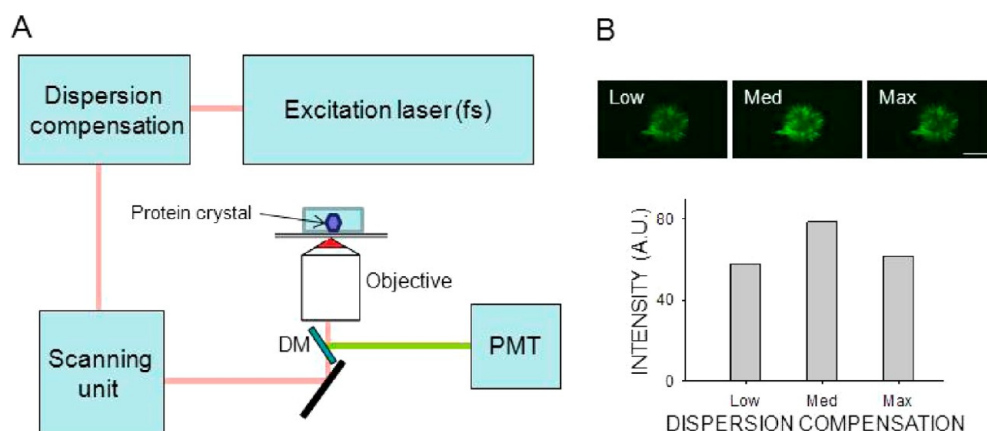 A
Dispersion
compensation
Excitation laser (fs)
Protein crystal
Objective
DM
PMT
Scanning
unit
B
Low
Med
Max
INTENSITY (A.U.)
80
40
0
Low
Med
Max
DISPERSION COMPENSATION